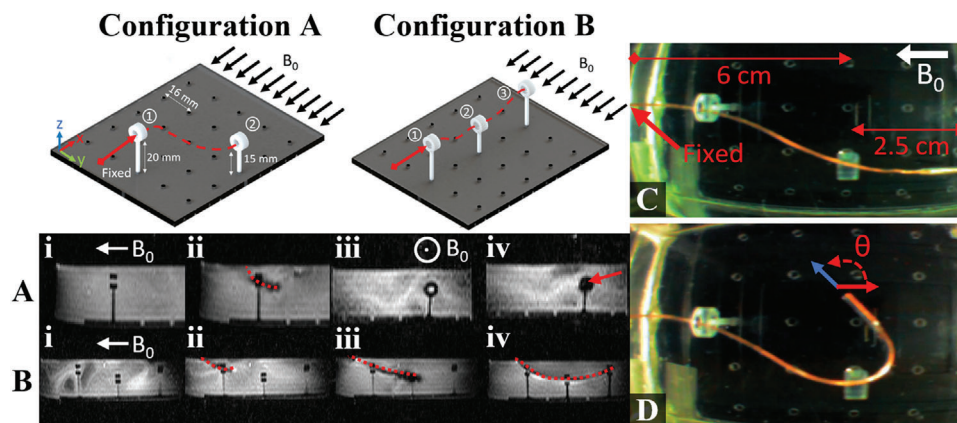 Configuration A
Configuration B
B₀
16 mm
①
②
z
y
20 mm
15 mm
Fixed
B₀
①
②
③
6 cm
B₀
Fixed
2.5 cm
C
θ
D
A
i
B₀
ii
iii
B₀
iv
B
i
B₀
ii
iii
iv